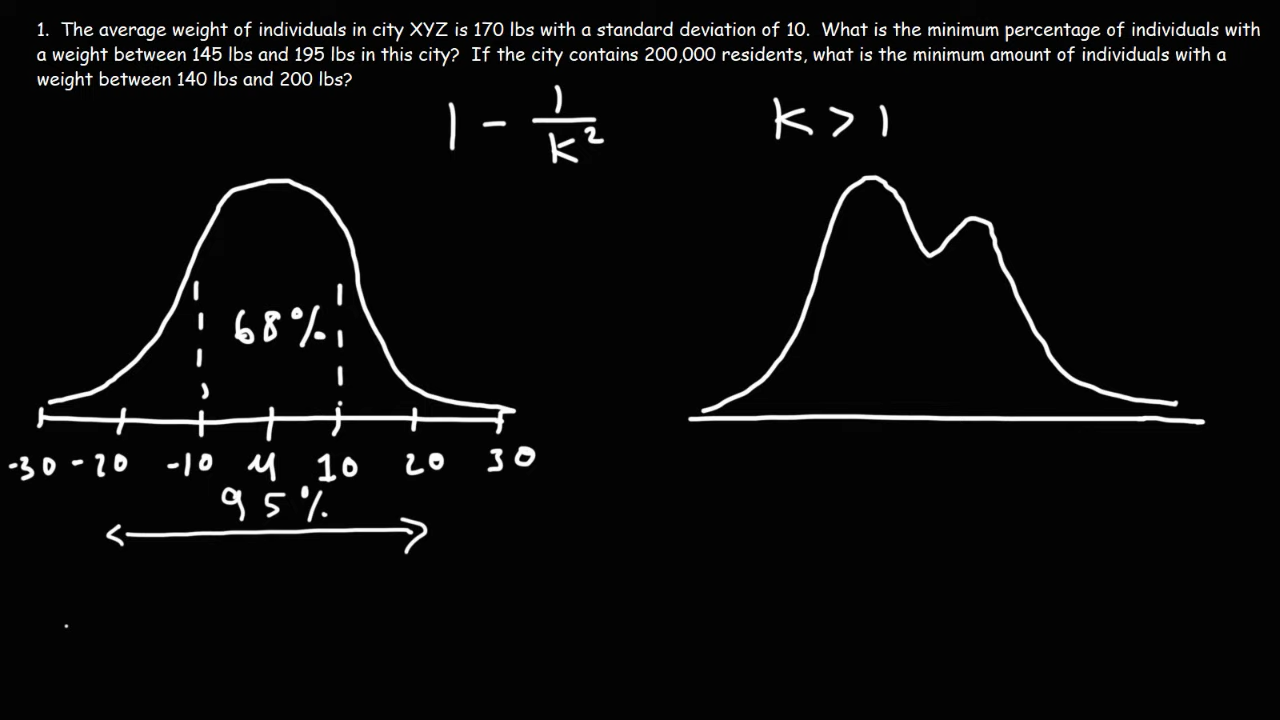 1. The average weight of individuals in city XYZ is 170 lbs with a standard deviation of 10. What is the minimum percentage of individuals with
a weight between 145 lbs and 195 lbs in this city? If the city contains 200,000 residents, what is the minimum amount of individuals with a
weight between 140 lbs and 200 lbs?
1 - 1/k²
k > 1
68%
-30 -20 -10 μ 10 20 30
95%